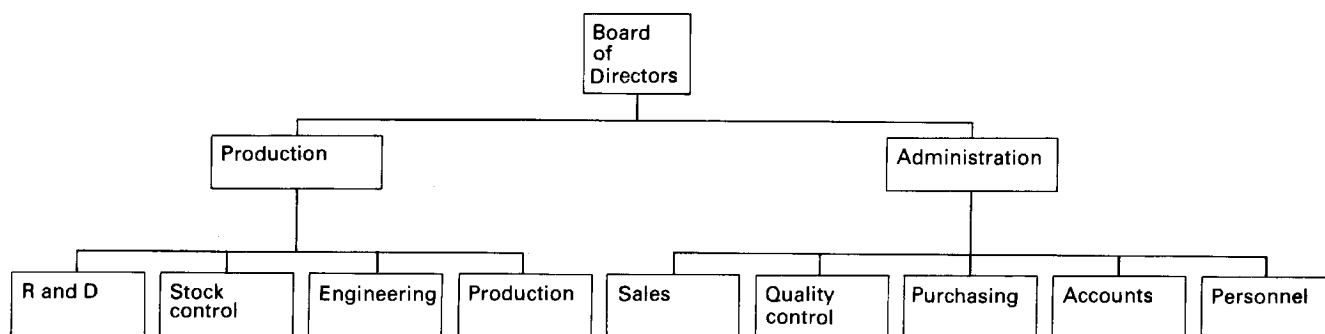 Board
of
Directors
Production
Administration
R and D
Stock
control
Engineering
Production
Sales
Quality
control
Purchasing
Accounts
Personnel